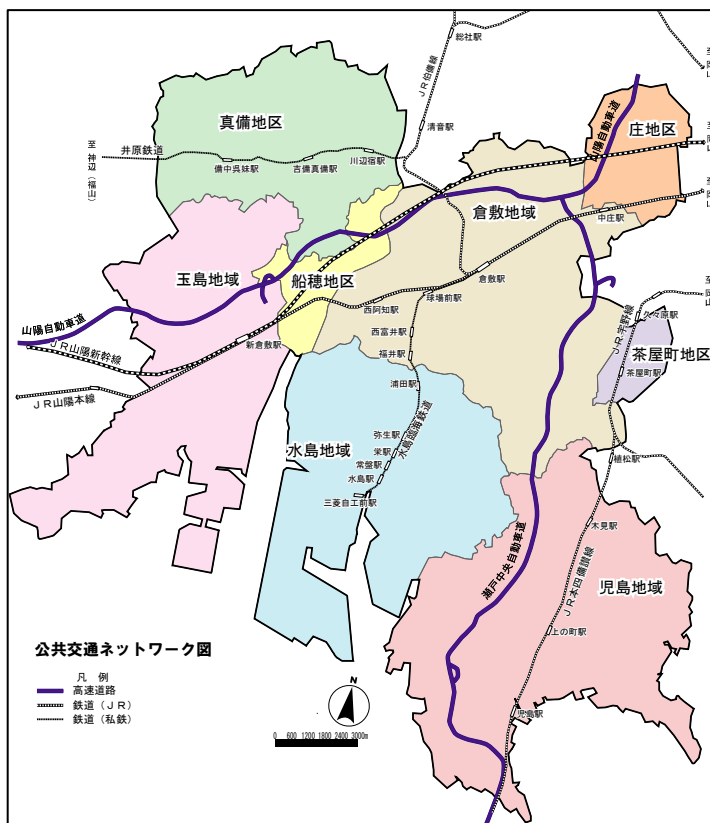 総社駅
JR伯備線
清音駅
真備地区
井原鉄道
至 神辺(福山)
備中呉妹駅
吉備真備駅
川辺宿駅
山陽自動車道
庄地区
倉敷地域
中庄駅
玉島地域
船穂地区
倉敷駅
球場前駅
西阿知駅
西富井駅
福井駅
新倉敷駅
山陽自動車道
JR山陽新幹線
JR山陽本線
JR宇野線
久々原駅
茶屋町地区
茶屋町駅
浦田駅
水島臨海鉄道
水島地域
弥生駅
栄駅
常盤駅
水島駅
三菱自工前駅
植松駅
木見駅
瀬戸中央自動車道
JR本四備讃線
児島地域
上の町駅
児島駅
公共交通ネットワーク図
凡 例
高速道路
鉄道(JR)
鉄道(私鉄)
N
0 600 1200 1800 2400 3000m